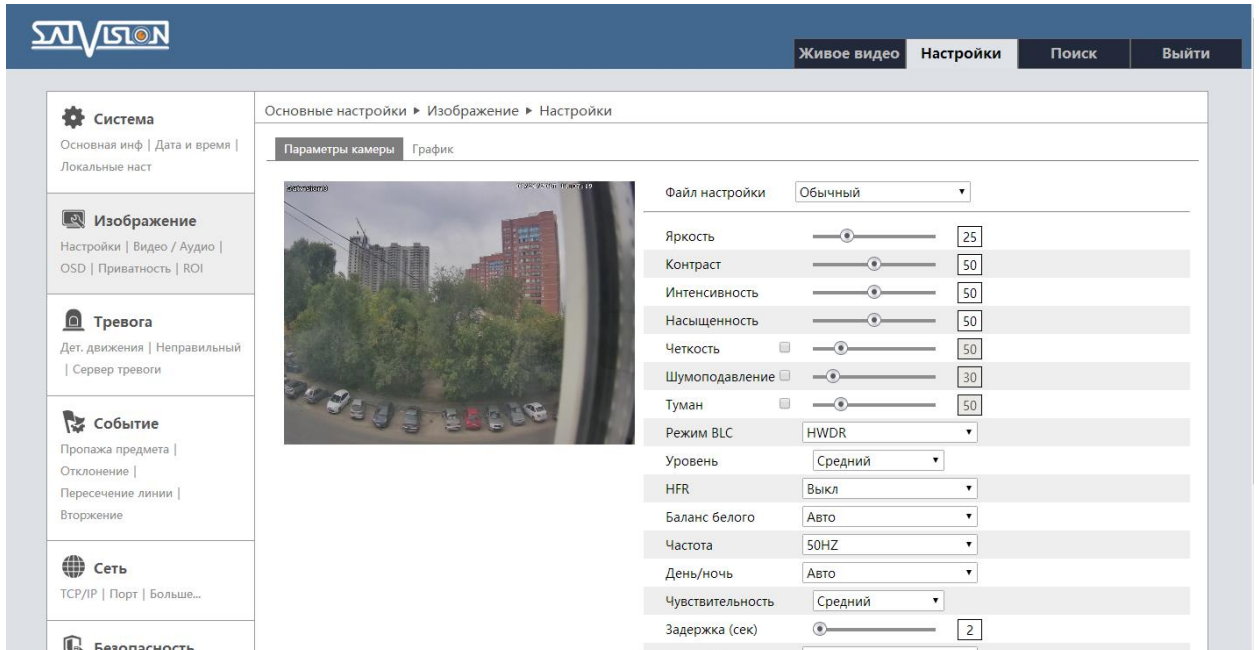 SATVISION
Живое видео
Настройки
Поиск
Выйти
Система
Основная инф | Дата и время |
Локальные наст
Изображение
Настройки | Видео / Аудио |
OSD | Приватность | ROI
Тревога
Дет. движения | Неправильный
| Сервер тревоги
Событие
Пропажа предмета |
Отклонение |
Пересечение линии |
Вторжение
Сеть
TCP/IP | Порт | Больше...
Безопасность
Основные настройки ▸ Изображение ▸ Настройки
Параметры камеры График
Файл настройки Обычный
Яркость 25
Контраст 50
Интенсивность 50
Насыщенность 50
Четкость 50
Шумоподавление 30
Туман 50
Режим BLC HWDR
Уровень Средний
HFR Выкл
Баланс белого Авто
Частота 50HZ
День/ночь Авто
Чувствительность Средний
Задержка (сек) 2